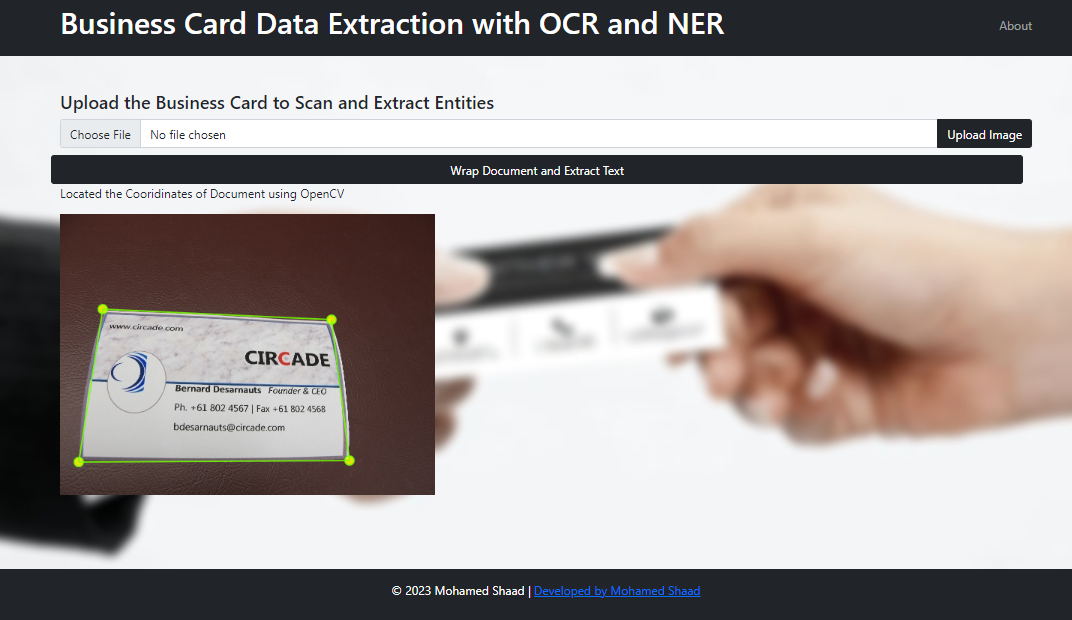 Business Card Data Extraction with OCR and NER
About
Upload the Business Card to Scan and Extract Entities
Choose File No file chosen Upload Image
Wrap Document and Extract Text
Located the Cooridinates of Document using OpenCV
www.circade.com
CIRCADE
Bernard Desarnauts Founder & CEO
Ph. +61 802 4567 | Fax +61 802 4568
bdesarnauts@circade.com
© 2023 Mohamed Shaad | Developed by Mohamed Shaad